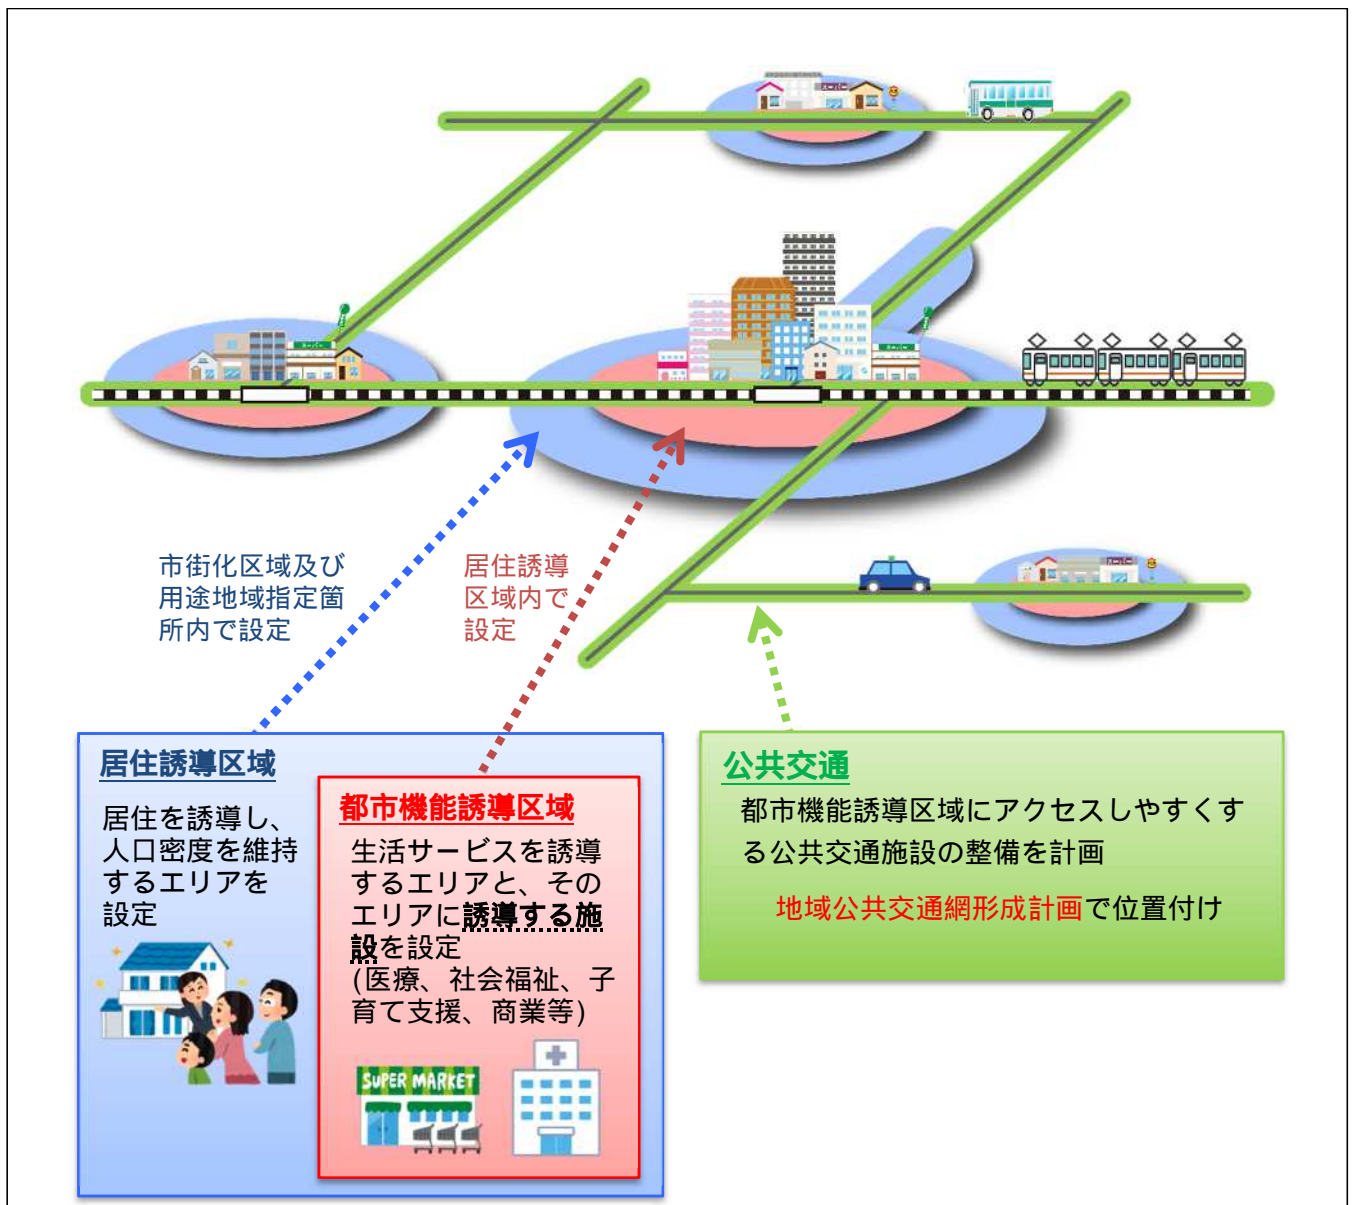 市街化区域及び
用途地域指定箇
所内で設定
居住誘導
区域内で
設定
居住誘導区域
居住を誘導し、
人口密度を維持
するエリアを
設定
都市機能誘導区域
生活サービスを誘導
するエリアと、その
エリアに誘導する施
設を設定
(医療、社会福祉、子
育て支援、商業等)
SUPER MARKET
公共交通
都市機能誘導区域にアクセスしやすくす
る公共交通施設の整備を計画
地域公共交通網形成計画で位置付け